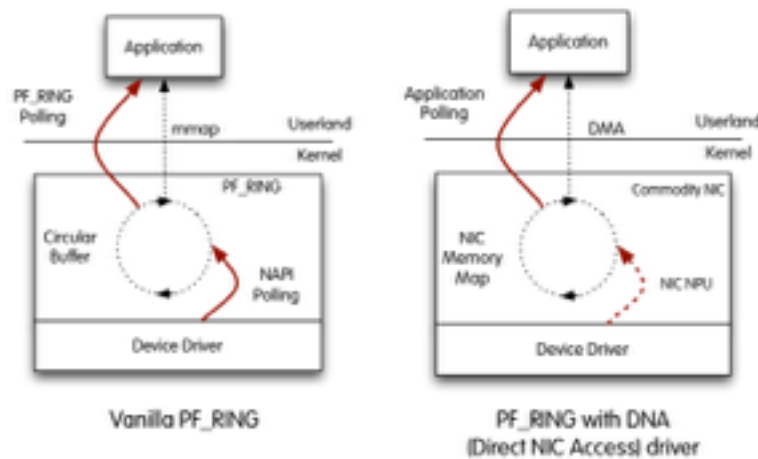 Application
PF_RING
Polling
mmap
Userland
Kernel
PF_RING
Circular
Buffer
NAPI
Polling
Device Driver
Vanilla PF_RING
Application
Application
Polling
DMA
Userland
Kernel
Commodity NIC
NIC
Memory
Map
NIC NPU
Device Driver
PF_RING with DNA
(Direct NIC Access) driver